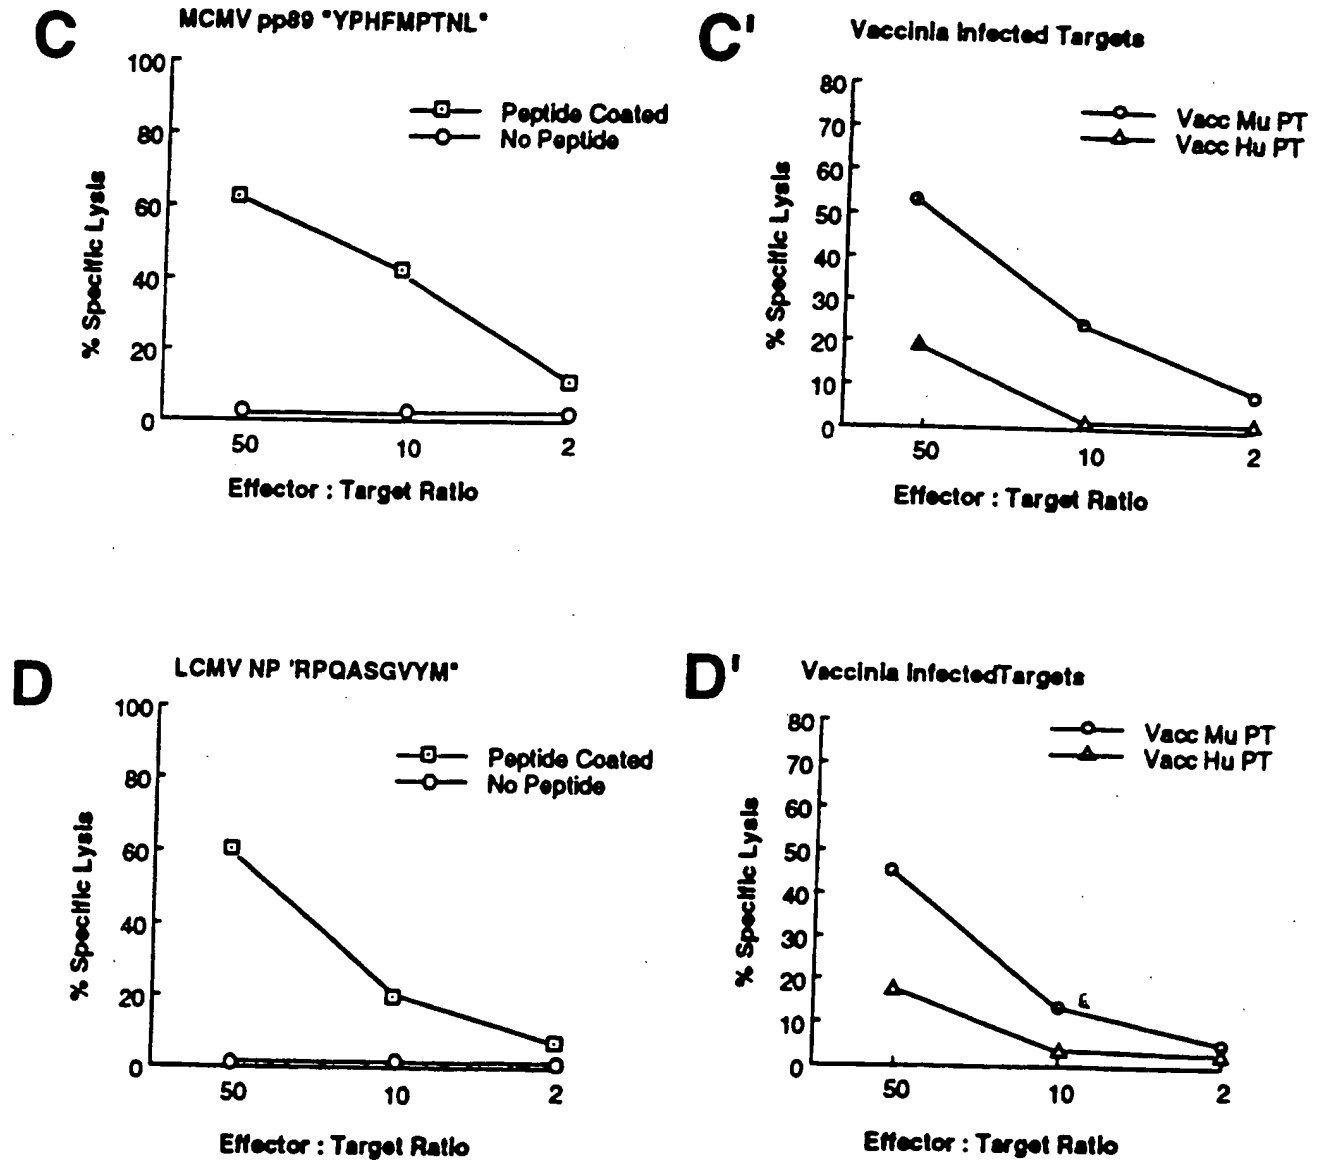 C
MCMV pp89 "YPHFMPTNL"
100
80
60
40
20
0
% Specific Lysis
Peptide Coated
No Peptide
50 10 2
Effector : Target Ratio
C'
Vaccinia Infected Targets
80
70
60
50
40
30
20
10
0
% Specific Lysis
Vacc Mu PT
Vacc Hu PT
50 10 2
Effector : Target Ratio
D
LCMV NP 'RPQASGVYM"
100
80
60
40
20
0
% Specific Lysis
Peptide Coated
No Peptide
50 10 2
Effector : Target Ratio
D'
Vaccinia InfectedTargets
80
70
60
50
40
30
20
10
0
% Specific Lysis
Vacc Mu PT
Vacc Hu PT
50 10 2
Effector : Target Ratio